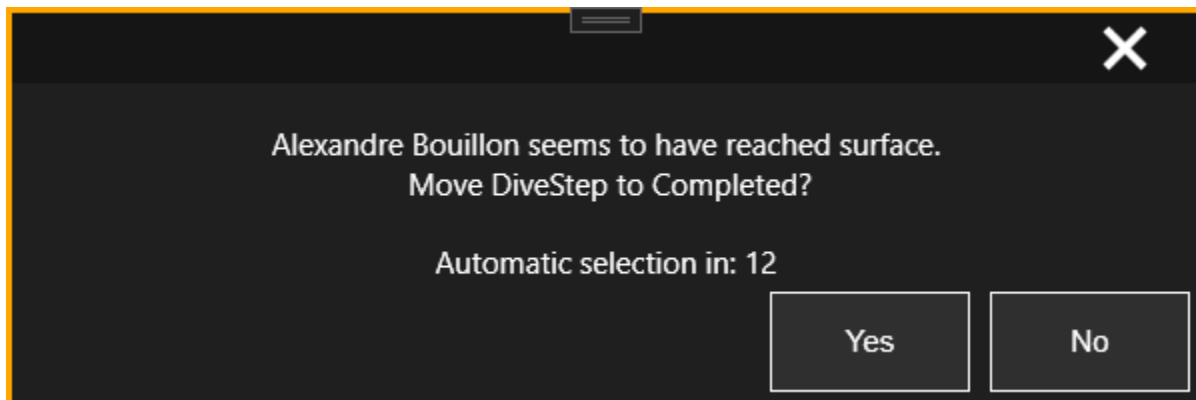 Alexandre Bouillon seems to have reached surface.
Move DiveStep to Completed?
Automatic selection in: 12
Yes
No